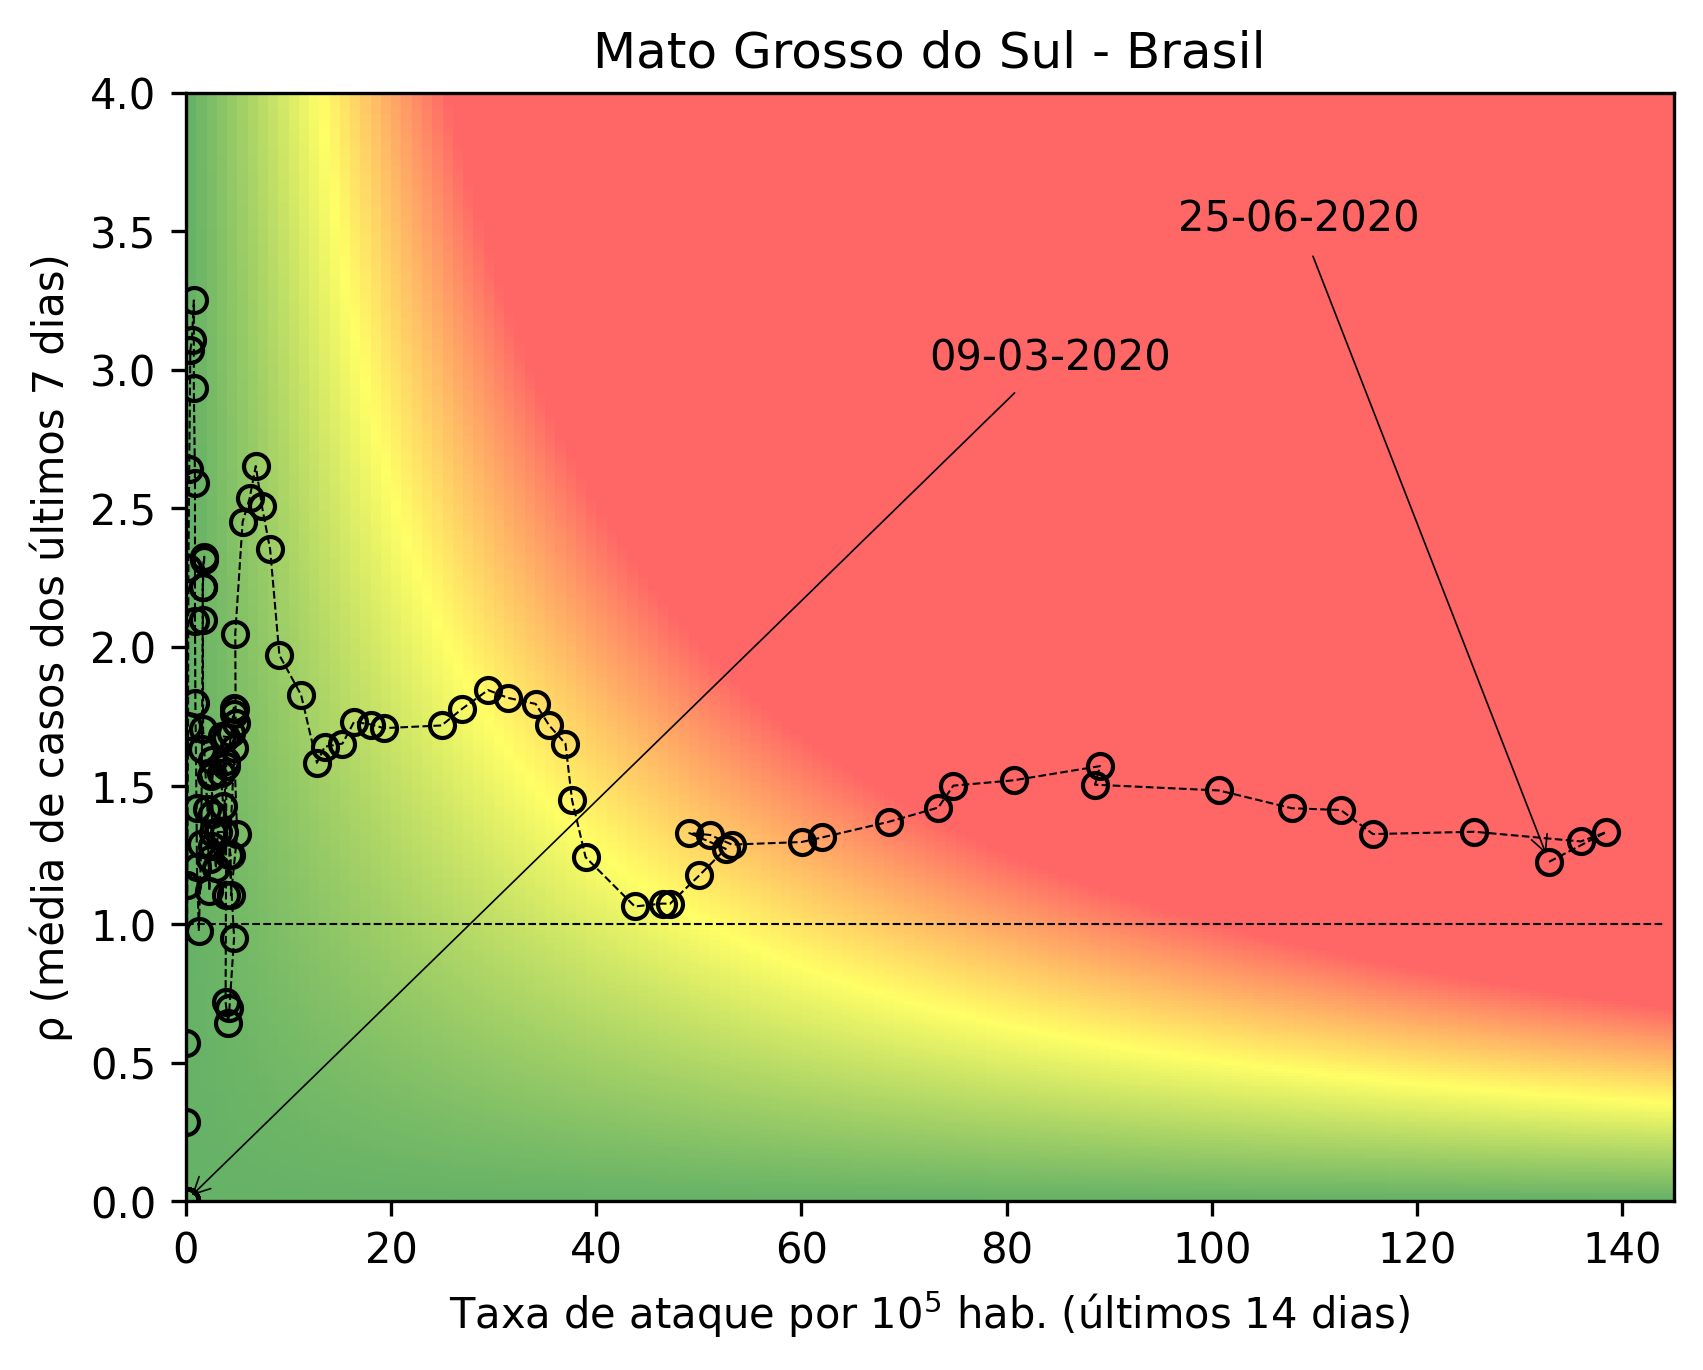 Mato Grosso do Sul - Brasil
ρ (média de casos dos últimos 7 dias)
4.0
3.5
3.0
2.5
2.0
1.5
1.0
0.5
0.0
25-06-2020
09-03-2020
0 20 40 60 80 100 120 140
Taxa de ataque por 10⁵ hab. (últimos 14 dias)